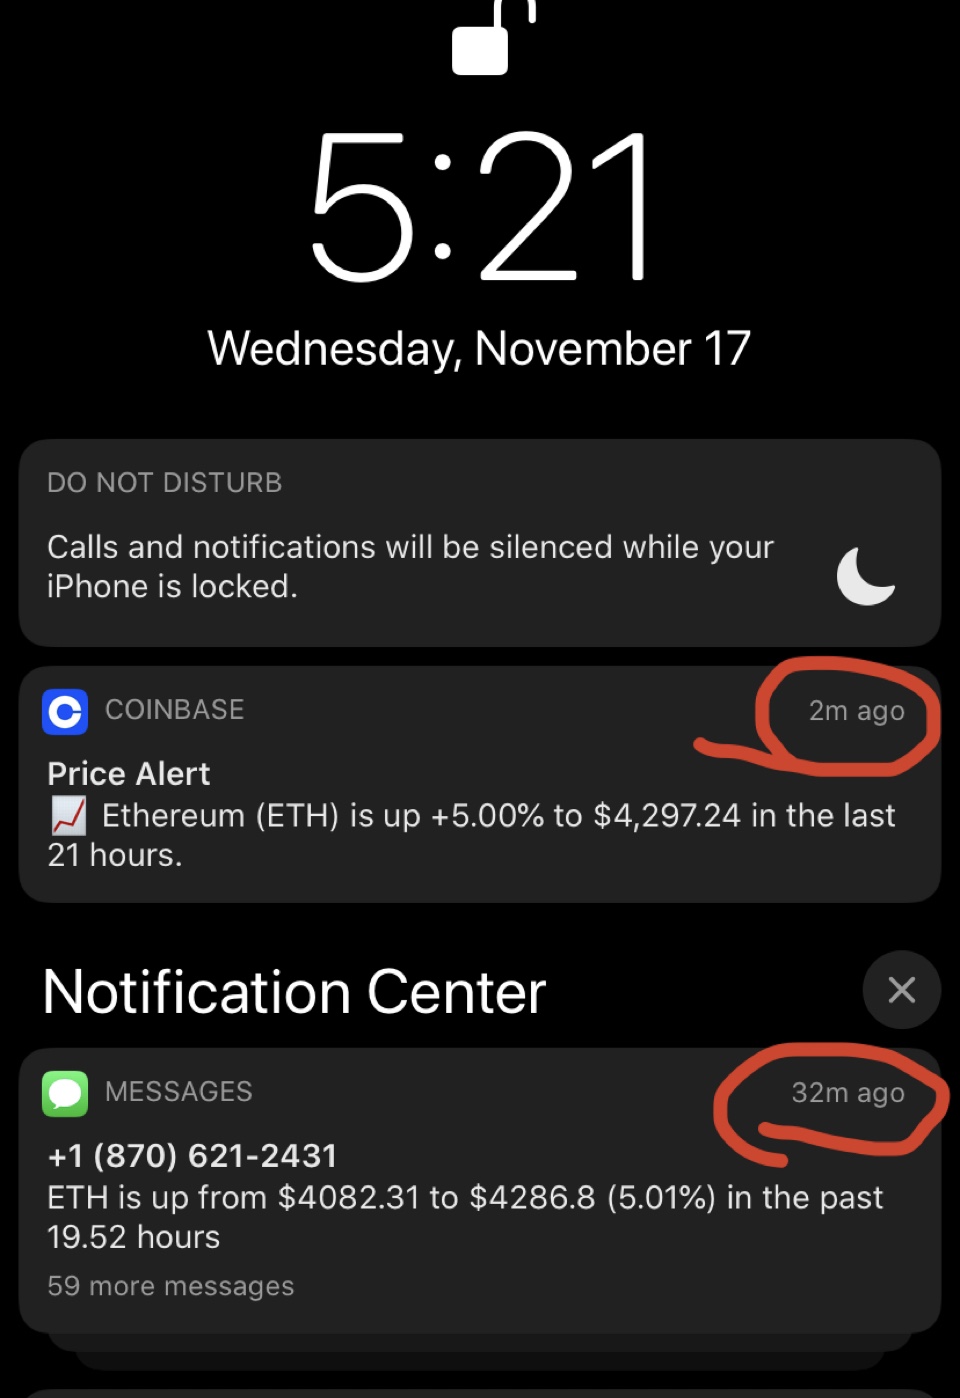 5:21
Wednesday, November 17
DO NOT DISTURB
Calls and notifications will be silenced while your
iPhone is locked.
COINBASE
2m ago
Price Alert
📈 Ethereum (ETH) is up +5.00% to $4,297.24 in the last
21 hours.
Notification Center
MESSAGES
32m ago
+1 (870) 621-2431
ETH is up from $4082.31 to $4286.8 (5.01%) in the past
19.52 hours
59 more messages